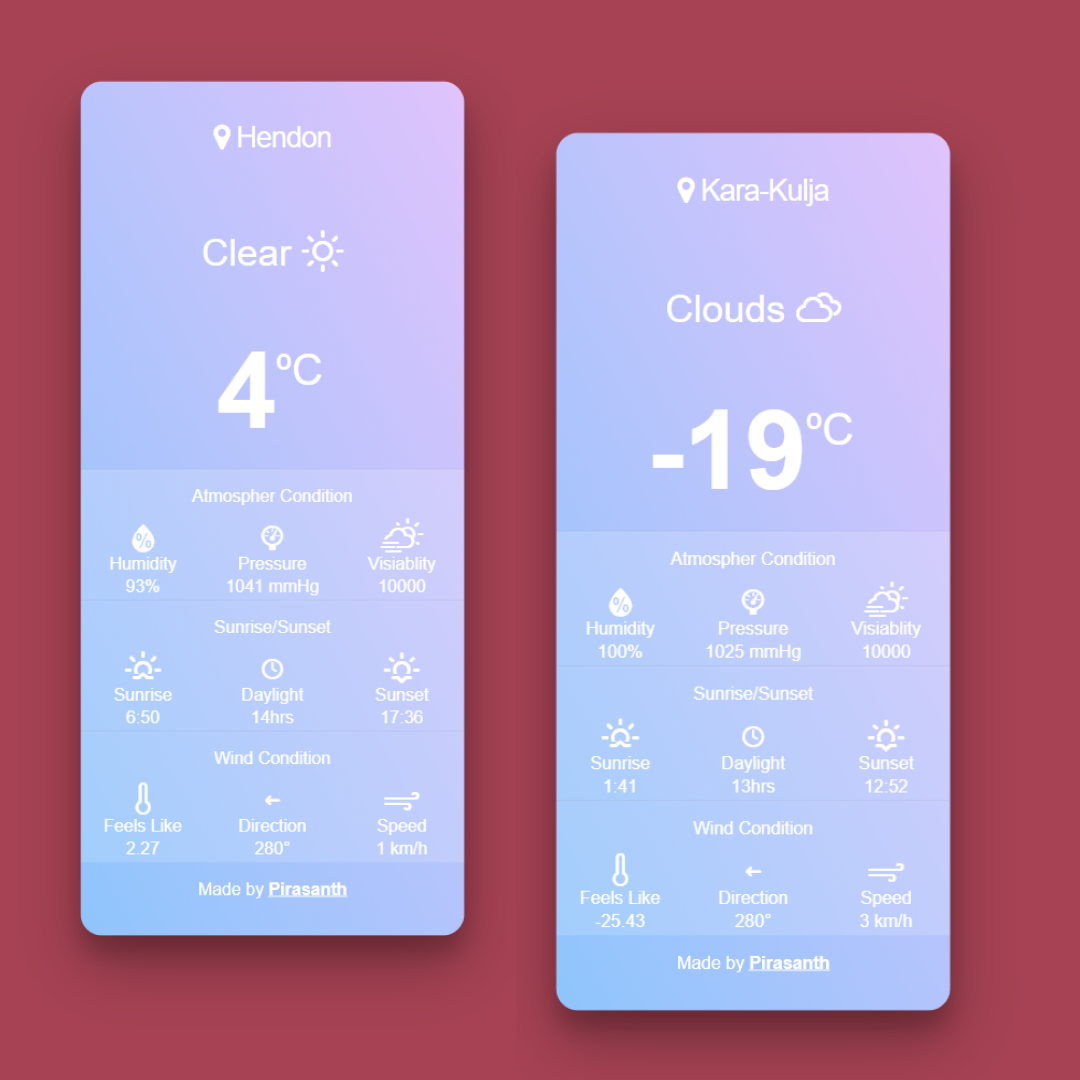 Hendon
Clear
4 ºC
Atmospher Condition
Humidity Pressure Visiablity
93% 1041 mmHg 10000
Sunrise/Sunset
Sunrise Daylight Sunset
6:50 14hrs 17:36
Wind Condition
Feels Like Direction Speed
2.27 280° 1 km/h
Made by Pirasanth
Kara-Kulja
Clouds
-19 ºC
Atmospher Condition
Humidity Pressure Visiablity
100% 1025 mmHg 10000
Sunrise/Sunset
Sunrise Daylight Sunset
1:41 13hrs 12:52
Wind Condition
Feels Like Direction Speed
-25.43 280° 3 km/h
Made by Pirasanth